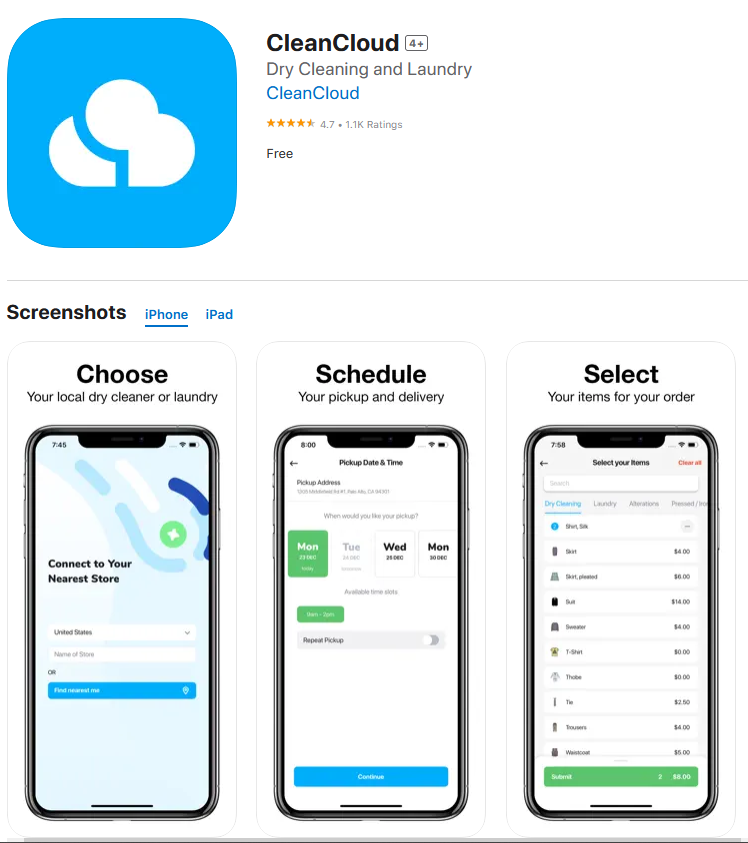 CleanCloud 4+
Dry Cleaning and Laundry
CleanCloud
4.7 • 1.1K Ratings
Free
Screenshots iPhone iPad
Choose
Your local dry cleaner or laundry
7:45
Connect to Your
Nearest Store
United States
Name of Store
OR
Find nearest me
Schedule
Your pickup and delivery
8:00
Pickup Date & Time
Pickup Address
When would you like your pickup?
Mon Tue Wed Mon
23 DEC 24 DEC 25 DEC 30 DEC
today
Available time slots
9am - 2pm
Repeat Pickup
Continue
Select
Your items for your order
7:58
Select your Items Clear all
Search
Dry Cleaning Laundry Alterations Pressed / Iron
Shirt, Silk
Skirt $4.00
Skirt, pleated $6.00
Suit $14.00
Sweater $4.00
T-Shirt $0.00
Thobe $0.00
Tie $2.50
Trousers $4.00
Waistcoat $5.00
Submit 2 $8.00